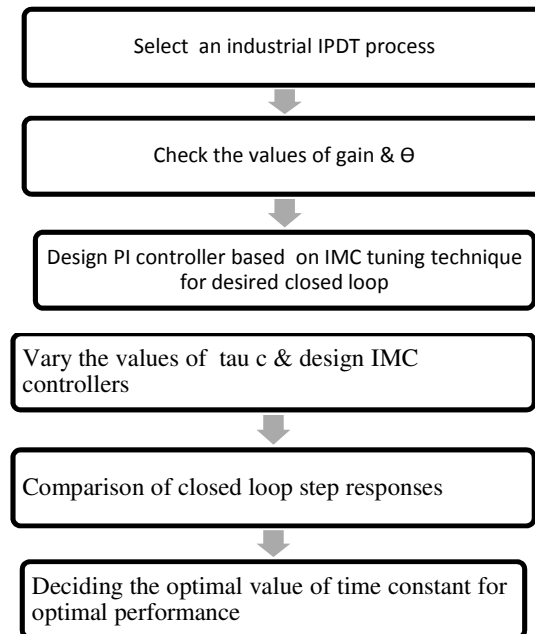 Select an industrial IPDT process
Check the values of gain & Θ
Design PI controller based on IMC tuning technique
for desired closed loop
Vary the values of tau c & design IMC
controllers
Comparison of closed loop step responses
Deciding the optimal value of time constant for
optimal performance